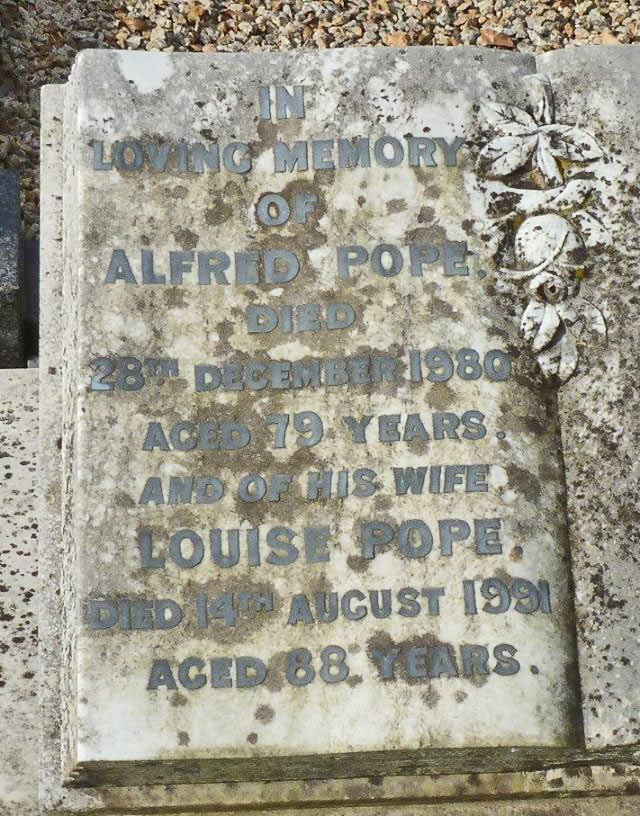 IN
LOVING MEMORY
OF
ALFRED POPE.
DIED
28TH DECEMBER 1980
AGED 79 YEARS.
AND OF HIS WIFE
LOUISE POPE.
DIED 14TH AUGUST 1991
AGED 88 YEARS.